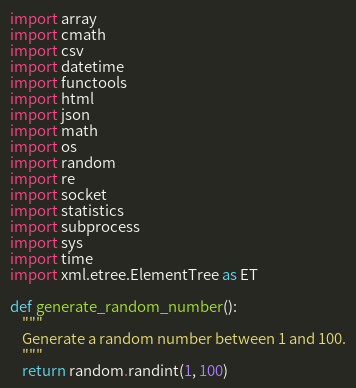 import array
import cmath
import csv
import datetime
import functools
import html
import json
import math
import os
import random
import re
import socket
import statistics
import subprocess
import sys
import time
import xml.etree.ElementTree as ET

def generate_random_number():
    """
    Generate a random number between 1 and 100.
    """
    return random.randint(1, 100)